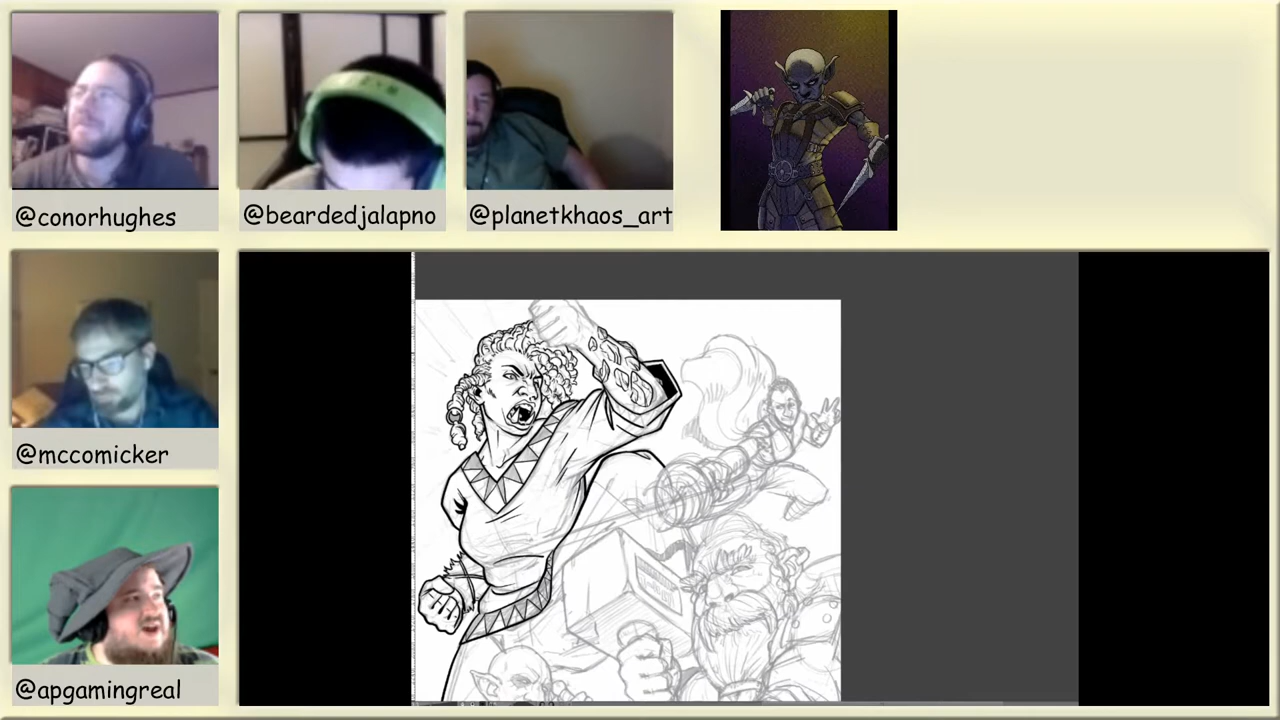 @conorhughes
@beardedjalapno
@planetkhaos_art
@mccomicker
@apgamingreal